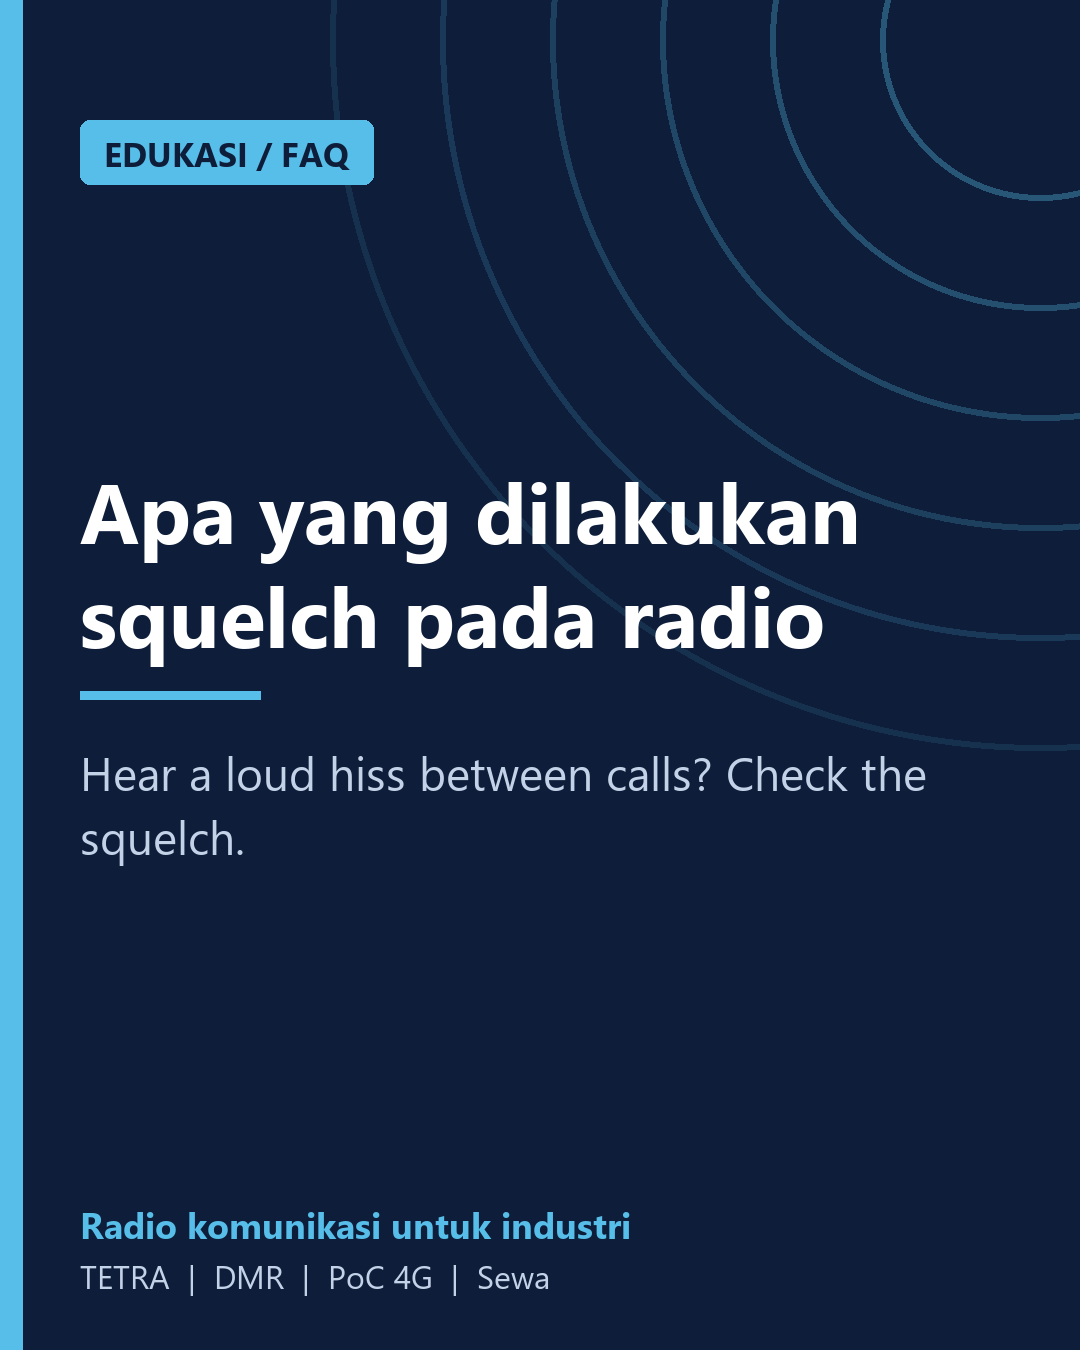 EDUKASI / FAQ
Apa yang dilakukan
squelch pada radio
Hear a loud hiss between calls? Check the
squelch.
Radio komunikasi untuk industri
TETRA | DMR | PoC 4G | Sewa